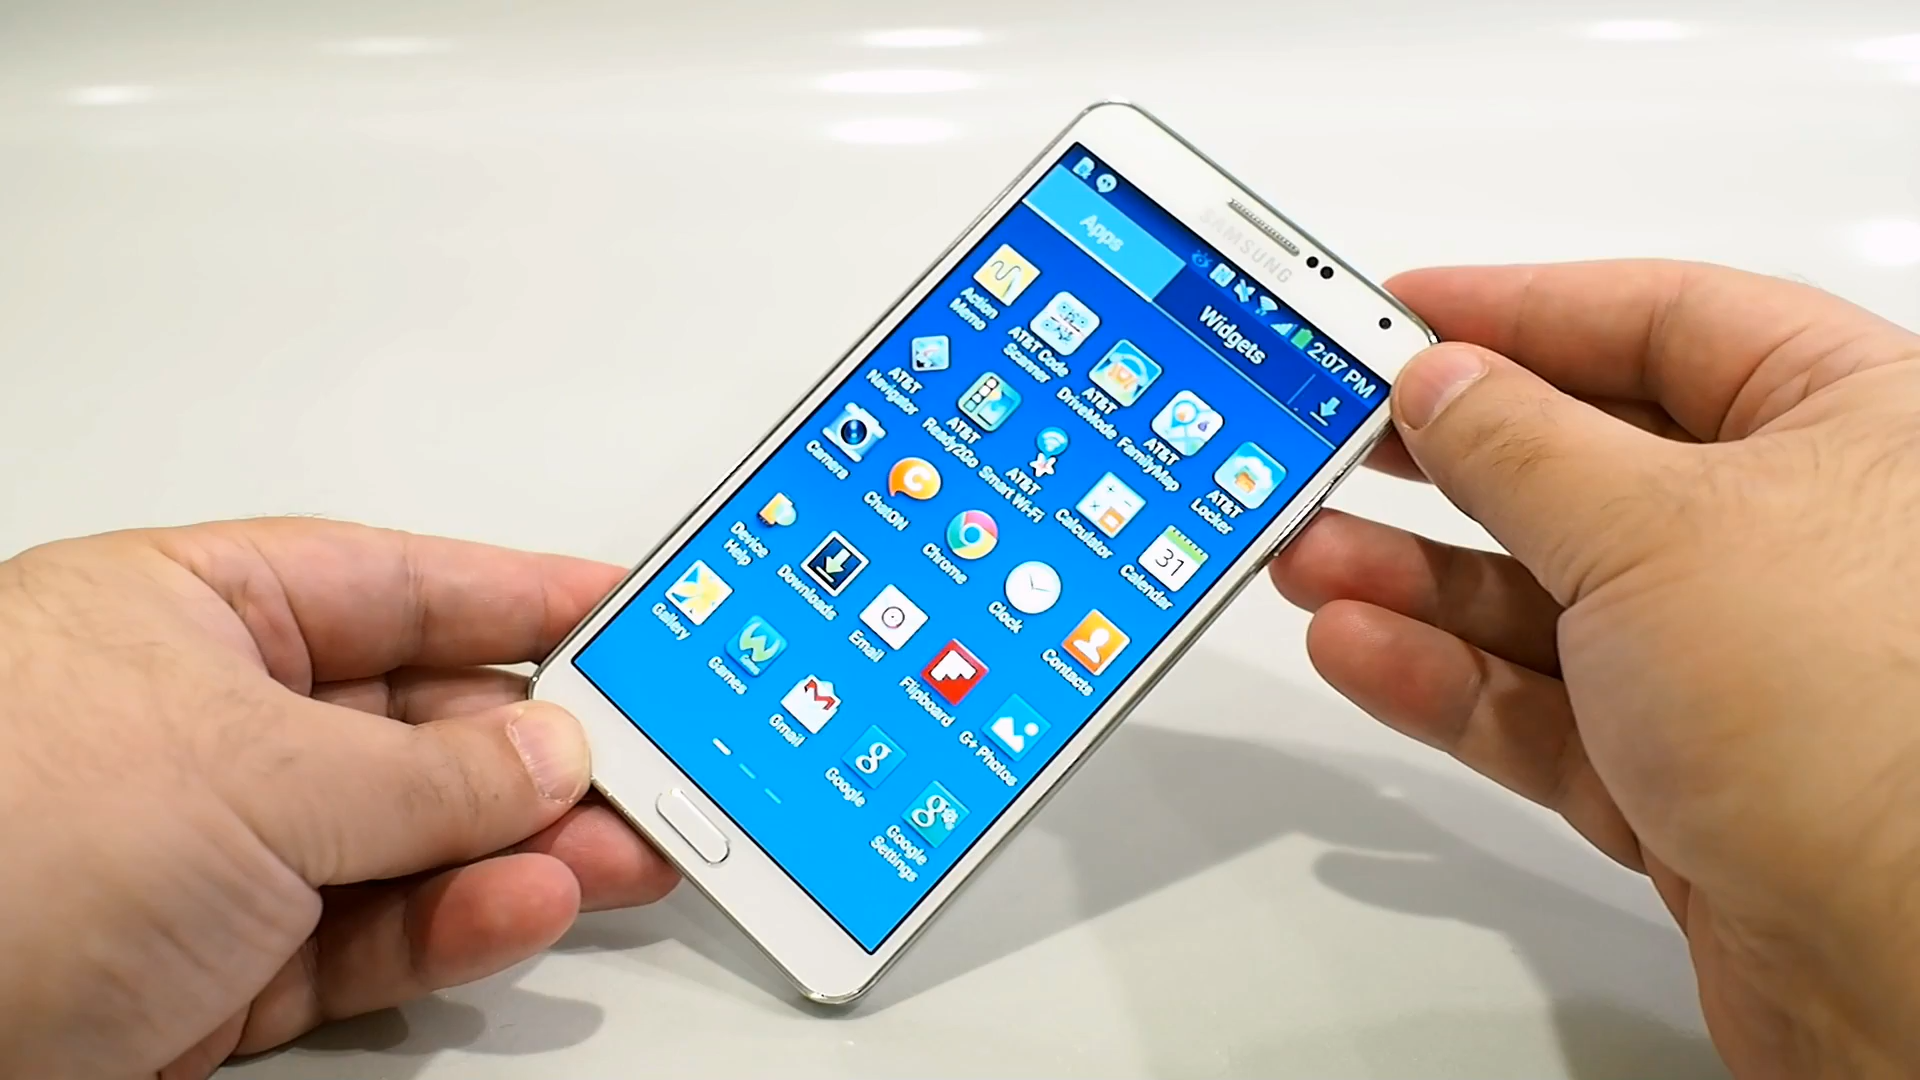 SAMSUNG
2:07 PM
Apps
Widgets
Action
Memo
AT&T Code
Scanner
AT&T
DriveMode
AT&T
FamilyMap
AT&T
Locker
AT&T
Navigator
AT&T
Ready2Go
AT&T
Smart Wi-Fi
Calculator
31
Calendar
Camera
ChatON
Chrome
Clock
Contacts
Device
Help
Downloads
Email
Flipboard
G+ Photos
Gallery
Games
Gmail
Google
Google
Settings